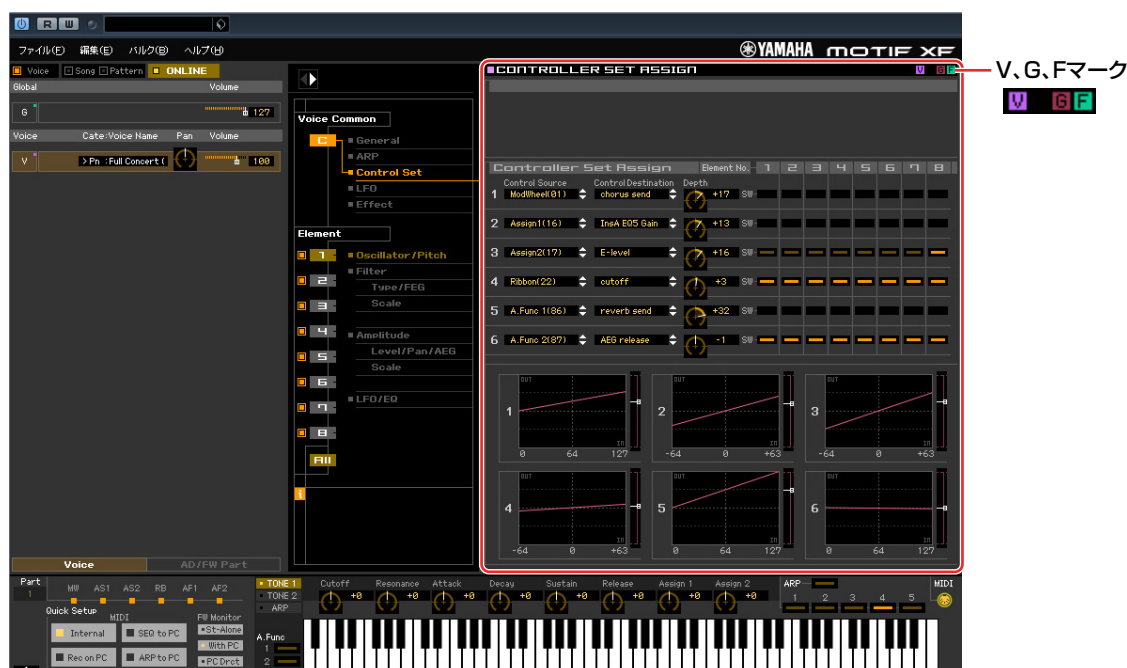 R W
ファイル(F) 編集(E) バルク(B) ヘルプ(H)
YAMAHA MOTIF XF
Voice Song Pattern ONLINE
Global Volume
G 127
Voice Cate:Voice Name Pan Volume
V >Pn :Full Concert ( 100
Voice AD/FW Part
Voice Common
C
General
ARP
Control Set
LFO
Effect
Element
1 Oscillator/Pitch
2 Filter
Type/FEG
3 Scale
4 Amplitude
5 Level/Pan/AEG
Scale
6
7 LFO/EQ
8
All
i
CONTROLLER SET ASSIGN V G F
V、G、Fマーク
V G F
Controller Set Assign Element No. 1 2 3 4 5 6 7 8
Control Source Control Destination Depth
1 ModWheel(01) chorus send +17 SW
2 Assign1(16) InsA EQ5 Gain +13 SW
3 Assign2(17) E-level +16 SW
4 Ribbon(22) cutoff +3 SW
5 A.Func 1(86) reverb send +32 SW
6 A.Func 2(87) AEG release -1 SW
1 OUT IN 0 64 127
2 OUT IN -64 0 +63
3 OUT IN -64 0 +63
4 OUT IN -64 0 +63
5 OUT IN 0 64 127
6 OUT IN 0 64 127
Part
1
MW AS1 AS2 RB AF1 AF2
Quick Setup
MIDI FW Monitor
Internal SEQ to PC St-Alone
With PC
Rec on PC ARP to PC PC Drct
TONE 1
TONE 2
ARP
A.Func
1
2
Cutoff Resonance Attack Decay Sustain Release Assign 1 Assign 2
+0 +0 +0 +0 +0 +0 +0 +0
ARP
1 2 3 4 5
MIDI